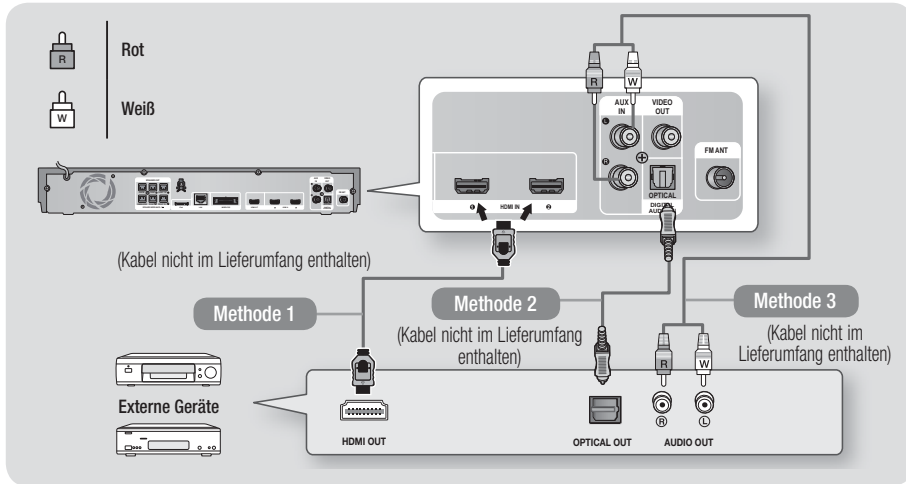 R Rot
W Weiß
R W
AUX IN
VIDEO OUT
L
R
FM ANT
OPTICAL
1 HDMI IN 2
(Kabel nicht im Lieferumfang enthalten)
Methode 1
Methode 2
(Kabel nicht im Lieferumfang
enthalten)
Methode 3
(Kabel nicht im
Lieferumfang enthalten)
R W
Externe Geräte
R L
HDMI OUT
OPTICAL OUT
AUDIO OUT